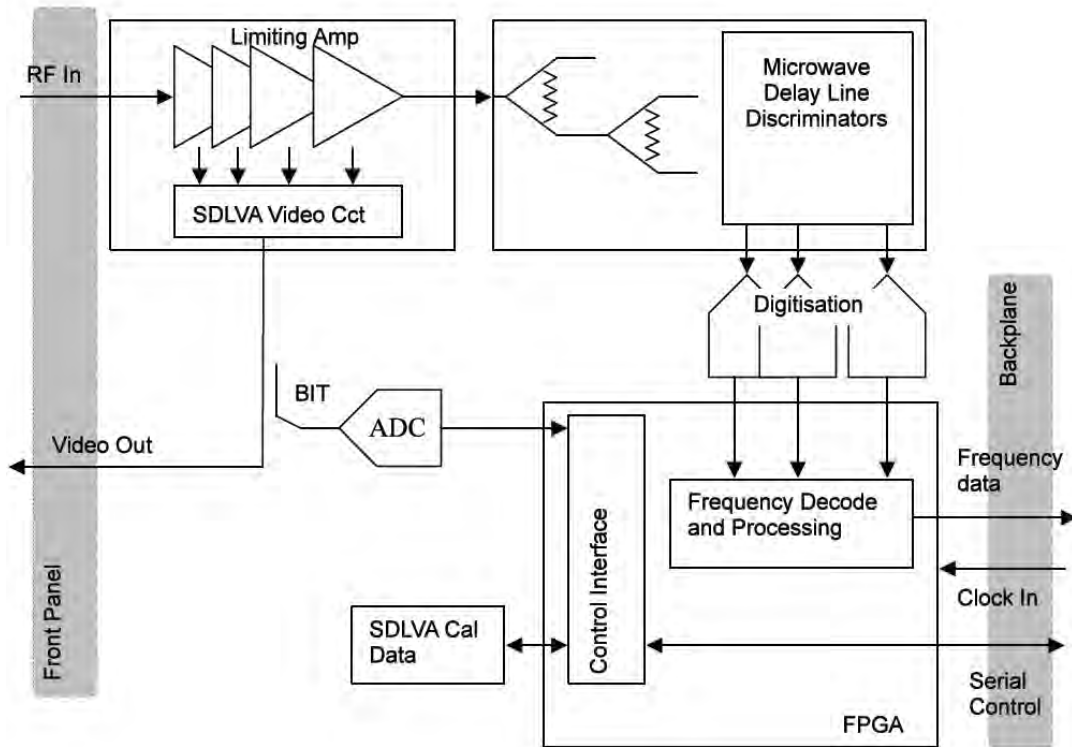 Limiting Amp
RF In
Microwave
Delay Line
Discriminators
SDLVA Video Cct
Digitisation
Backplane
BIT
ADC
Video Out
Frequency
data
Frequency Decode
and Processing
Control Interface
Front Panel
Clock In
SDLVA Cal
Data
Serial
Control
FPGA